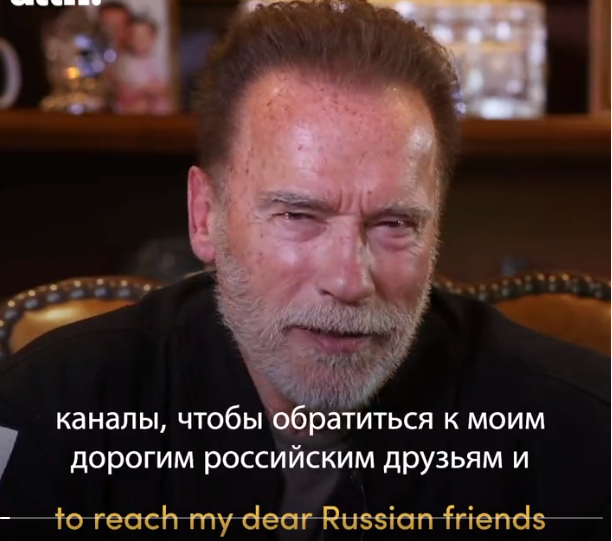 каналы, чтобы обратиться к моим
дорогим российским друзьям и
to reach my dear Russian friends